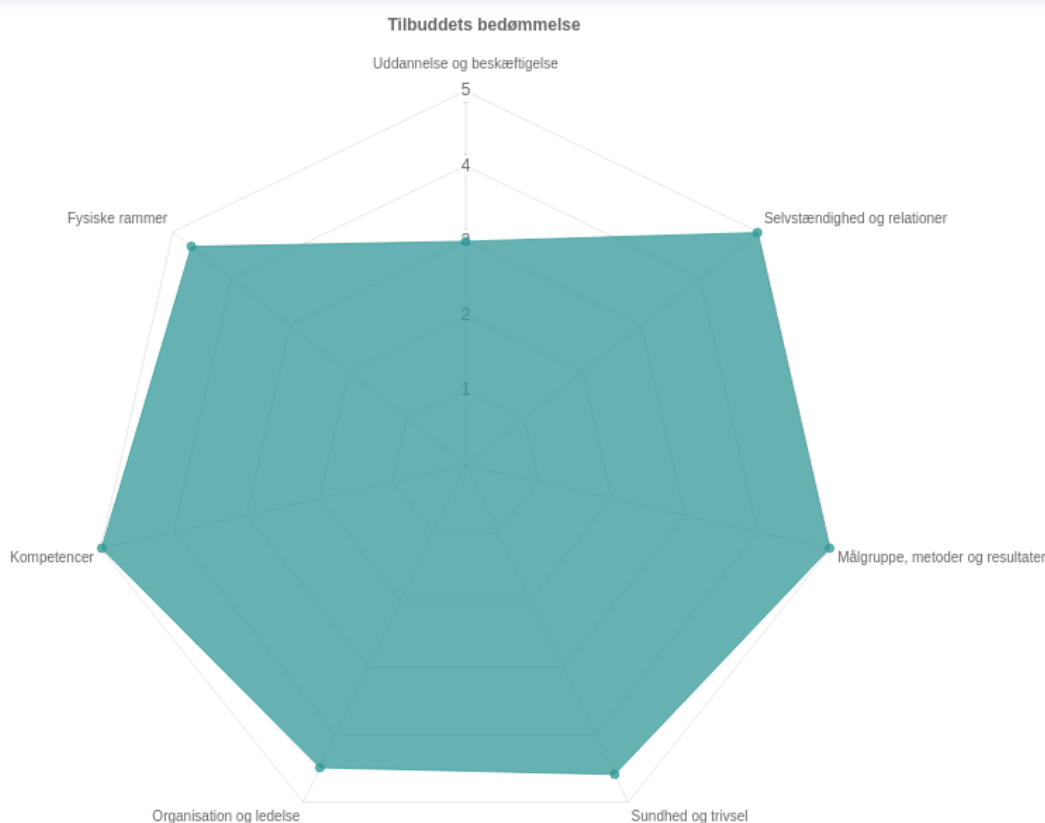 Tilbuddets bedømmelse
Uddannelse og beskæftigelse
5
4
Fysiske rammer
Selvstændighed og relationer
3
2
1
Kompetencer
Målgruppe, metoder og resultater
Organisation og ledelse
Sundhed og trivsel